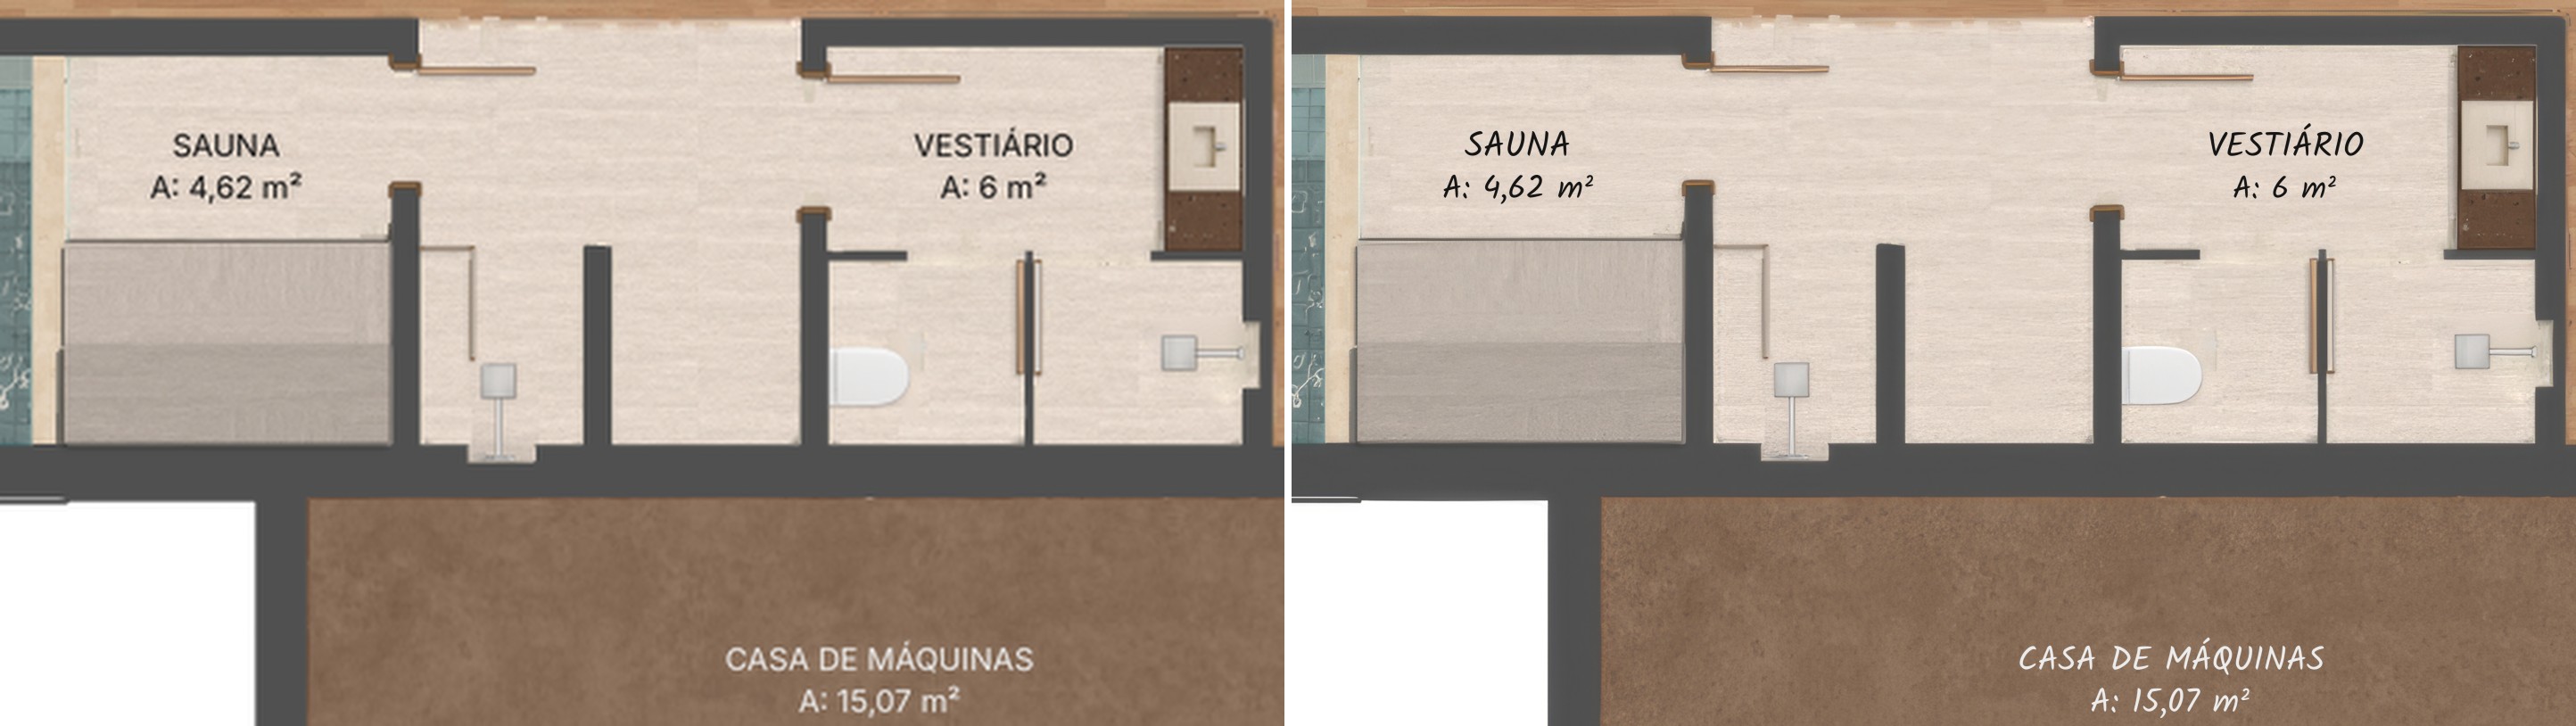 SAUNA
A: 4,62 m²
VESTIÁRIO
A: 6 m²
CASA DE MÁQUINAS
A: 15,07 m²
SAUNA
A: 4,62 m²
VESTIÁRIO
A: 6 m²
CASA DE MÁQUINAS
A: 15,07 m²